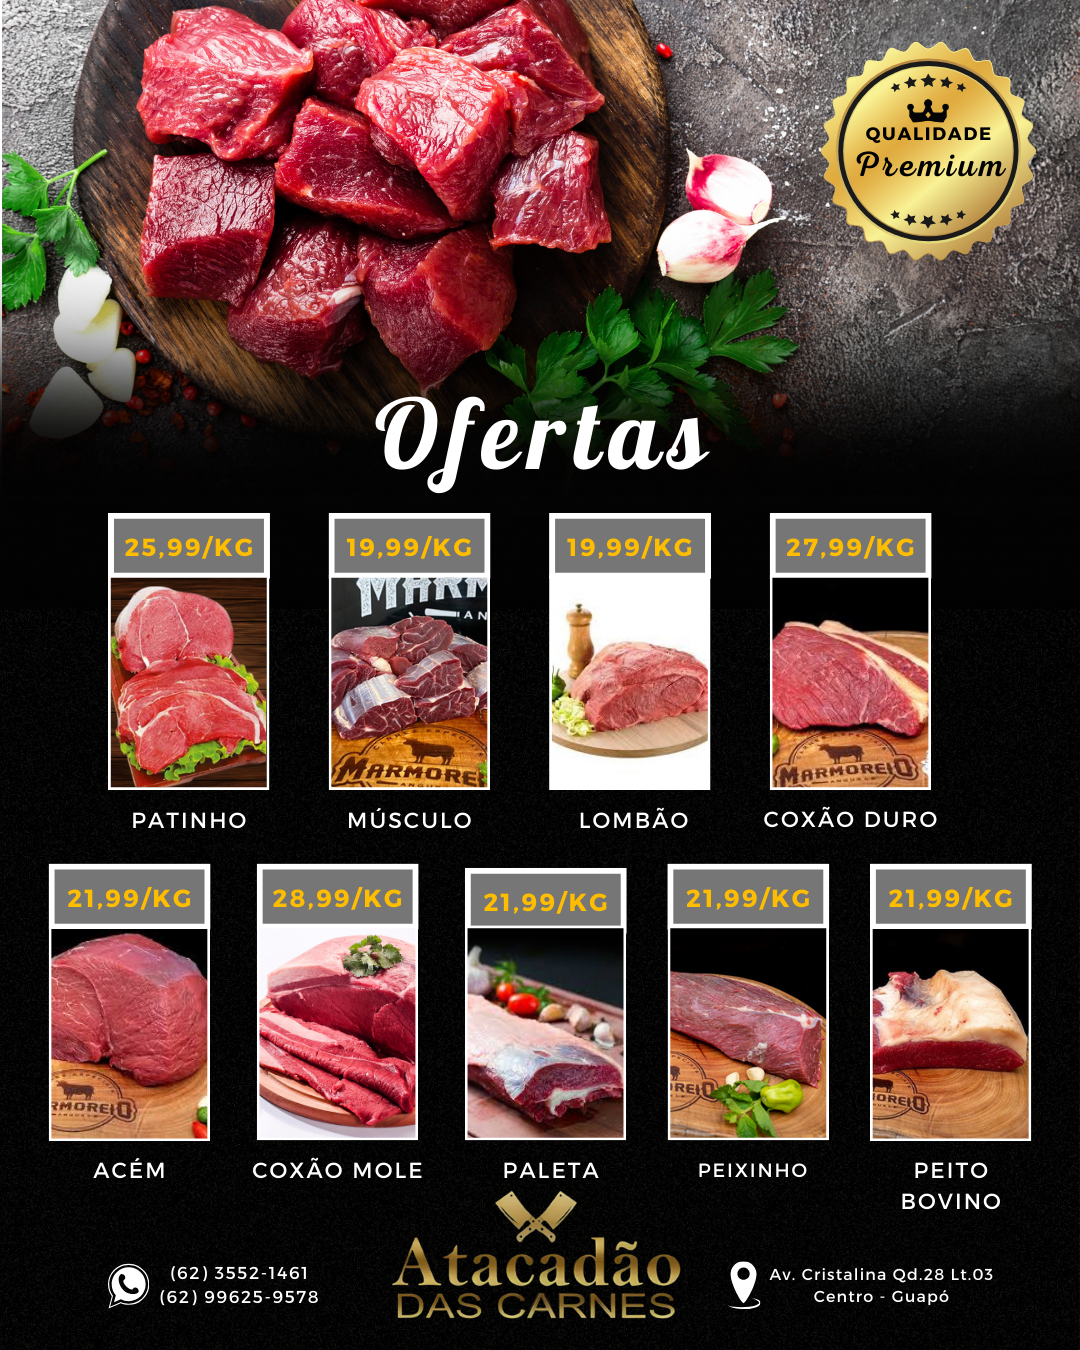 QUALIDADE
Premium
Ofertas
25,99/KG
19,99/KG
19,99/KG
27,99/KG
MARMOREIO
MARMOREIO
PATINHO
MÚSCULO
LOMBÃO
COXÃO DURO
21,99/KG
28,99/KG
21,99/KG
21,99/KG
21,99/KG
ACÉM
COXÃO MOLE
PALETA
PEIXINHO
PEITO
BOVINO
Atacadão
DAS CARNES
(62) 3552-1461
(62) 99625-9578
Av. Cristalina Qd.28 Lt.03
Centro - Guapó